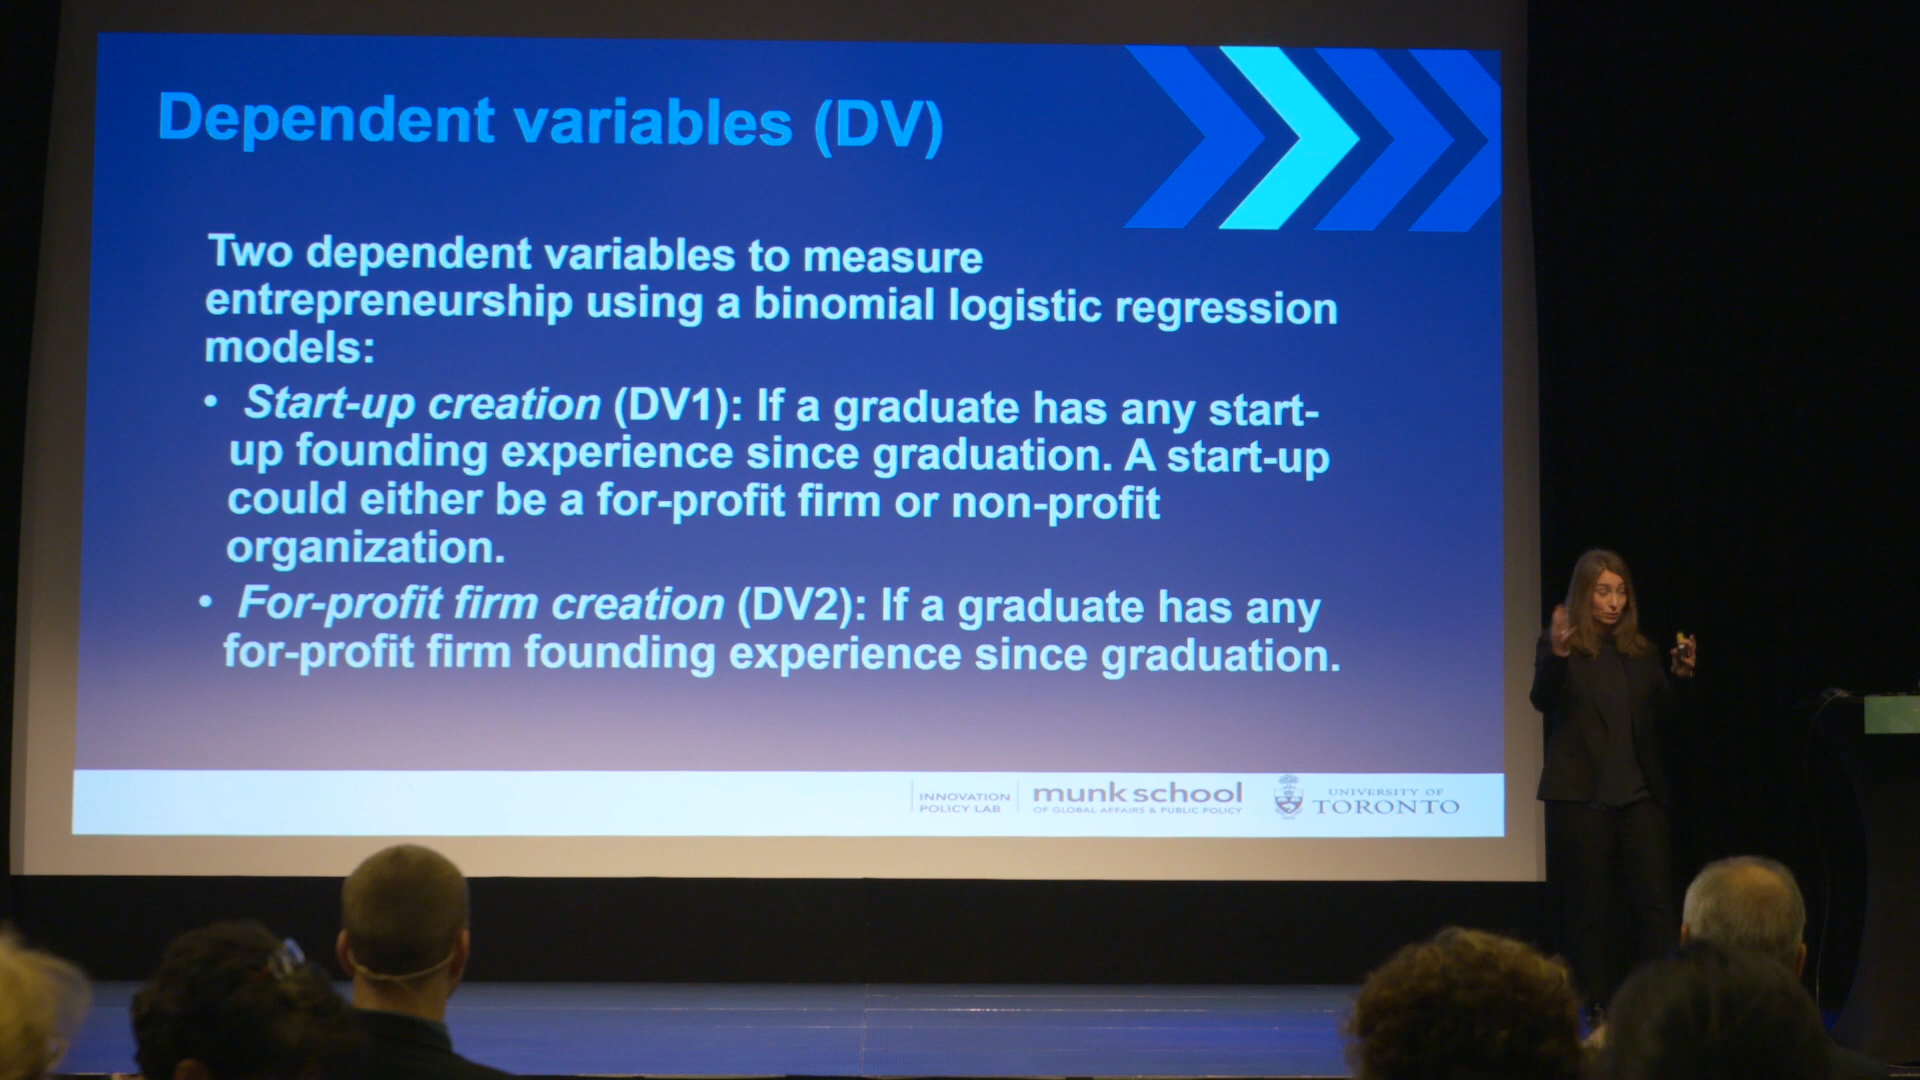 Dependent variables (DV)
Two dependent variables to measure
entrepreneurship using a binomial logistic regression
models:
• Start-up creation (DV1): If a graduate has any start-
up founding experience since graduation. A start-up
could either be a for-profit firm or non-profit
organization.
• For-profit firm creation (DV2): If a graduate has any
for-profit firm founding experience since graduation.
INNOVATION
POLICY LAB
munk school
OF GLOBAL AFFAIRS & PUBLIC POLICY
UNIVERSITY OF
TORONTO